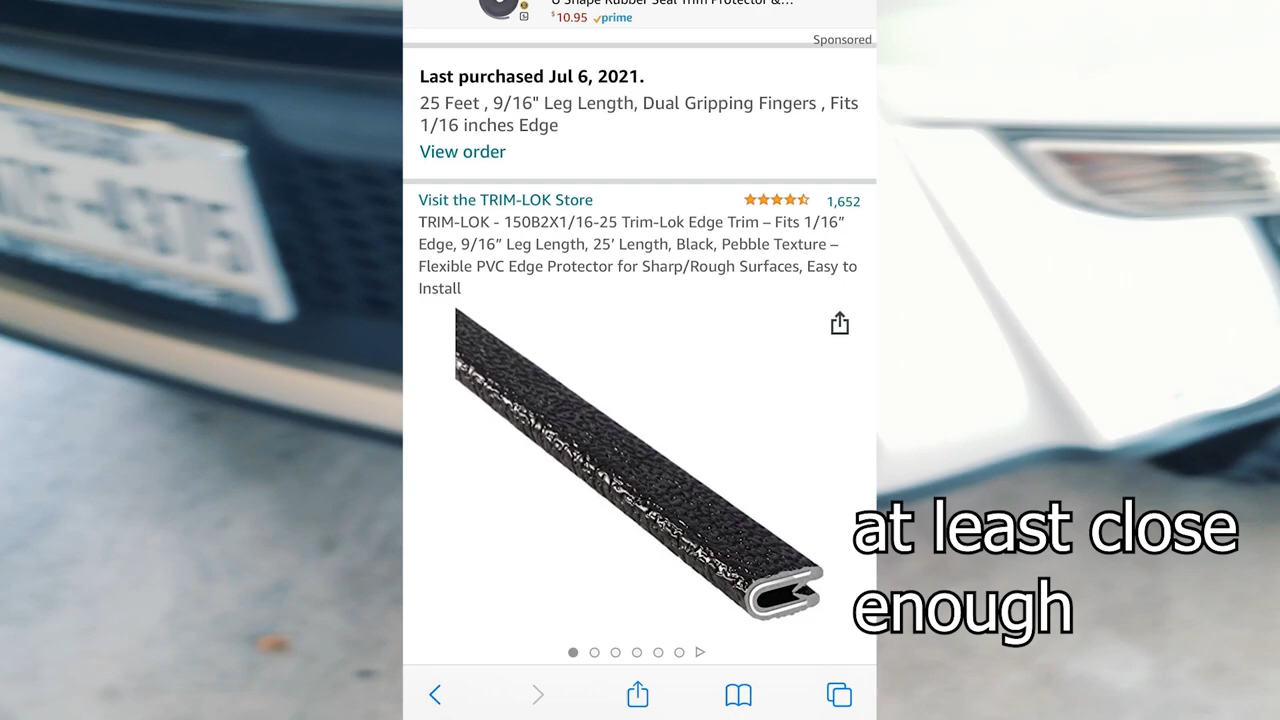 $10.95 prime
Sponsored
Last purchased Jul 6, 2021.
25 Feet , 9/16" Leg Length, Dual Gripping Fingers , Fits
1/16 inches Edge
View order
Visit the TRIM-LOK Store
1,652
TRIM-LOK - 150B2X1/16-25 Trim-Lok Edge Trim – Fits 1/16”
Edge, 9/16” Leg Length, 25’ Length, Black, Pebble Texture –
Flexible PVC Edge Protector for Sharp/Rough Surfaces, Easy to
Install
at least close
enough